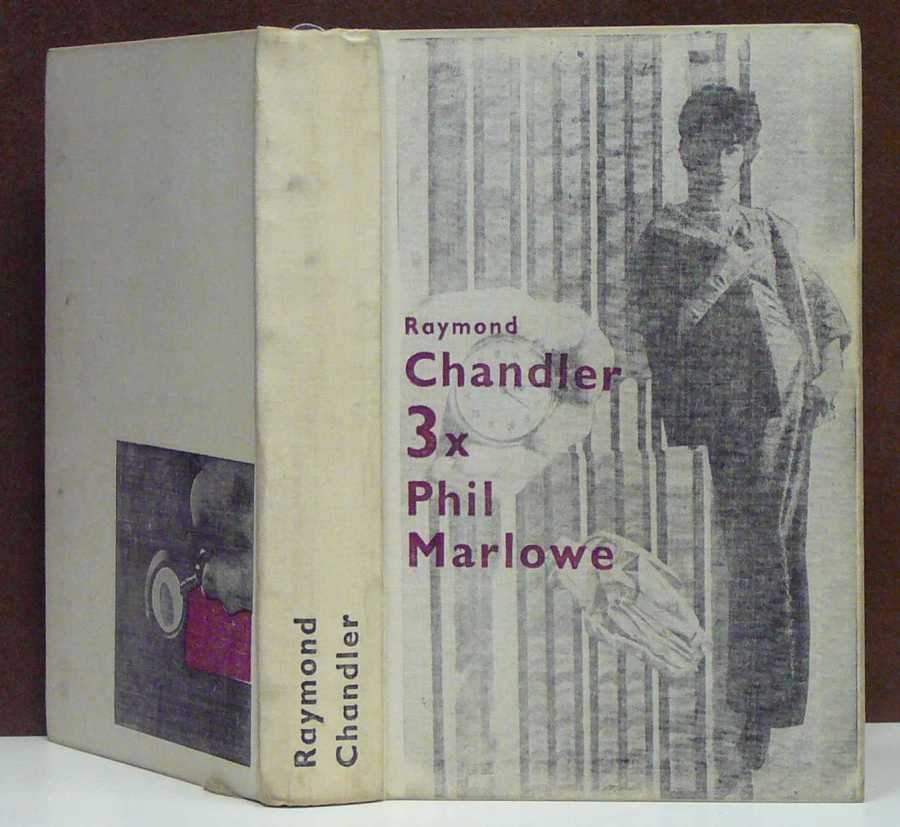 Raymond
Chandler
Raymond
Chandler
3x
Phil
Marlowe